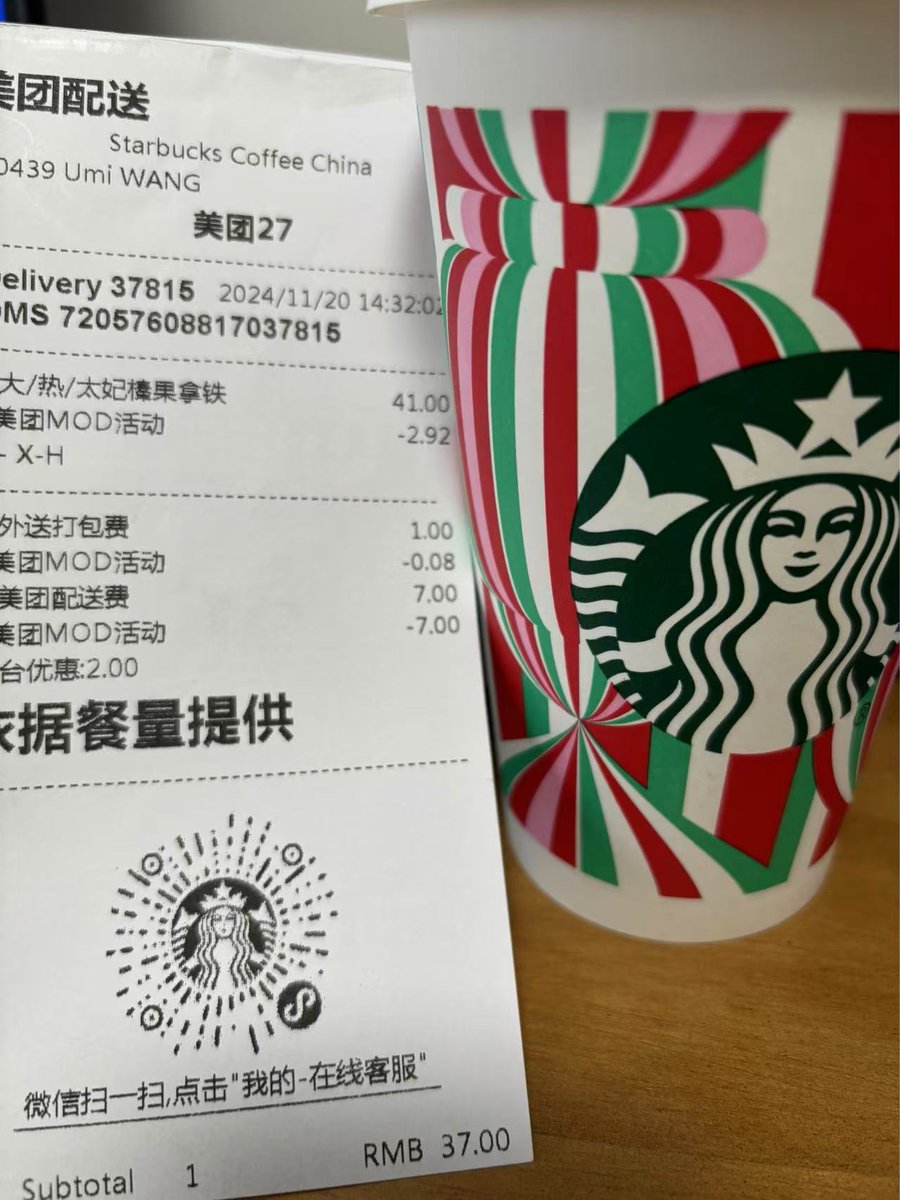 美团配送
Starbucks Coffee China
0439 Umi WANG
美团27
elivery 37815 2024/11/20 14:32:02
MS 72057608817037815
大/热/太妃榛果拿铁 41.00
美团MOD活动 -2.92
- X-H
外送打包费 1.00
美团MOD活动 -0.08
美团配送费 7.00
美团MOD活动 -7.00
台优惠:2.00
依据餐量提供
微信扫一扫,点击"我的-在线客服"
Subtotal 1 RMB 37.00
®